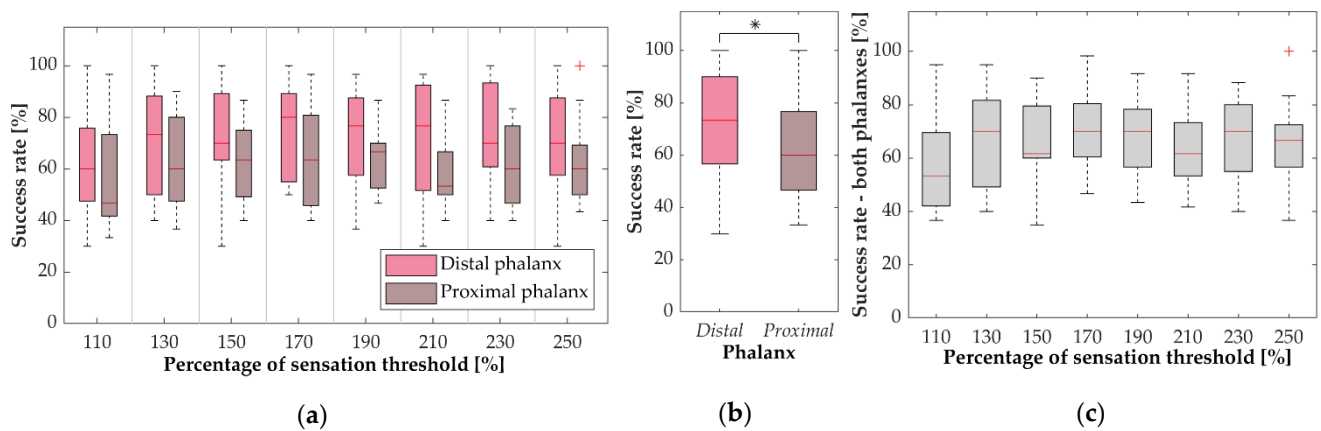 Success rate [%]
100
80
60
40
20
0
110 130 150 170 190 210 230 250
Percentage of sensation threshold [%]
Distal phalanx
Proximal phalanx
(a)
Success rate [%]
100
80
60
40
20
0
*
Distal Proximal
Phalanx
(b)
Success rate - both phalanxes [%]
100
80
60
40
20
0
110 130 150 170 190 210 230 250
Percentage of sensation threshold [%]
(c)